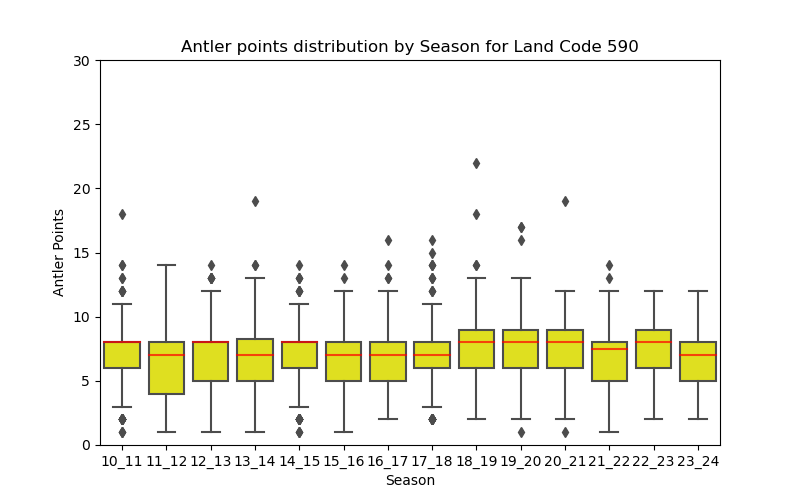 Antler points distribution by Season for Land Code 590
30
25
20
15
10
5
0
Antler Points
10_11 11_12 12_13 13_14 14_15 15_16 16_17 17_18 18_19 19_20 20_21 21_22 22_23 23_24
Season